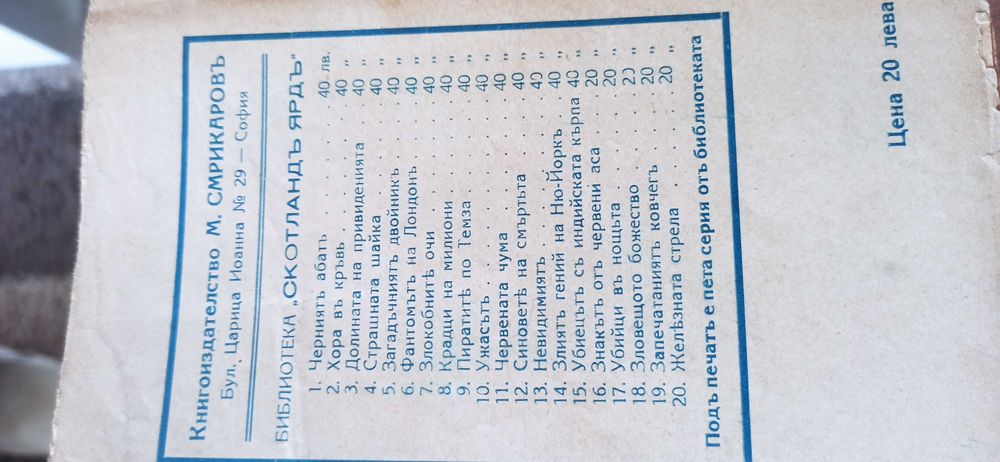 Книгоиздателство М. СМРИКАРОВЪ
Бул. Царица Иоанна № 29 — София
БИБЛИОТЕКА „СКОТЛАНДЪ ЯРДЪ“
1. Черниятъ абатъ . . . . . . . 40 лв.
2. Хора въ кръвь . . . . . . . 40 „
3. Долината на привиденията . . 40 „
4. Страшната шайка . . . . . . 40 „
5. Загадъчниятъ двойникъ . . . 40 „
6. Фантомътъ на Лондонъ . . . 40 „
7. Злокобнитѣ очи . . . . . . . 40 „
8. Крадци на милиони . . . . . 40 „
9. Пиратитѣ по Темза . . . . . 40 „
10. Ужасътъ . . . . . . . . . . 40 „
11. Червената чума . . . . . . . 40 „
12. Синоветѣ на смъртьта . . . . 40 „
13. Невидимиятъ . . . . . . . . 40 „
14. Злиятъ гений на Ню-Йоркъ . . 40 „
15. Убиецътъ съ индийската кърпа 40 „
16. Знакътъ отъ червени аса . . . 20 „
17. Убийци въ нощьта . . . . . . 20 „
18. Зловещото божество . . . . . 20 „
19. Запечатаниятъ ковчегъ . . . . 20 „
20. Желѣзната стрела . . . . . . 20 „
Подъ печатъ е пета серия отъ библиотеката
Цена 20 лева